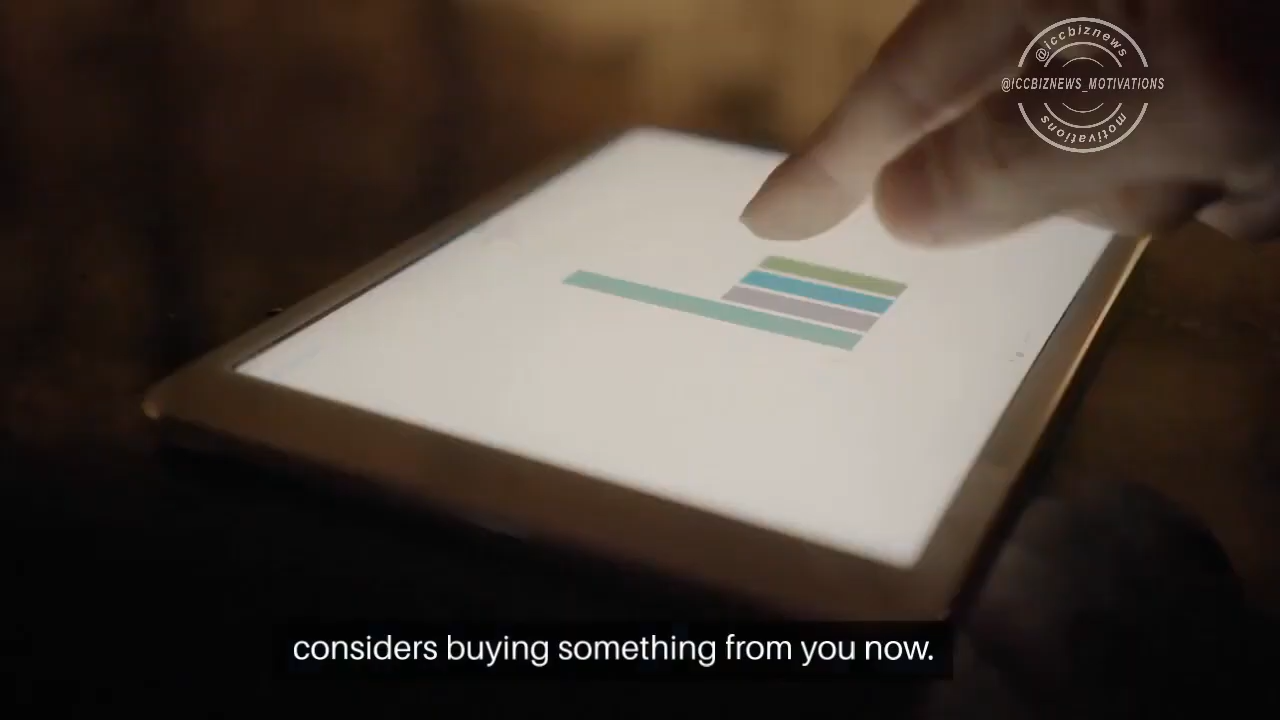 @iccbiznews
@ICCBIZNEWS_MOTIVATIONS
motivations
considers buying something from you now.